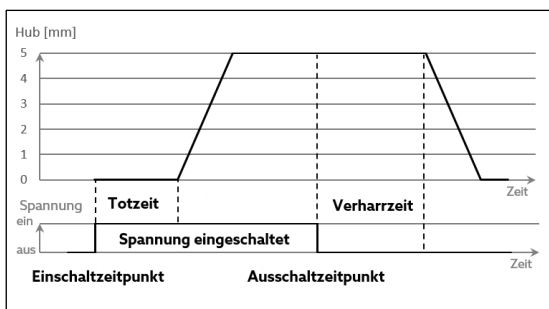 Hub [mm]
5
4
3
2
1
0
Zeit
Spannung
Totzeit
Verharrzeit
ein
Spannung eingeschaltet
aus
Zeit
Einschaltzeitpunkt
Ausschaltzeitpunkt